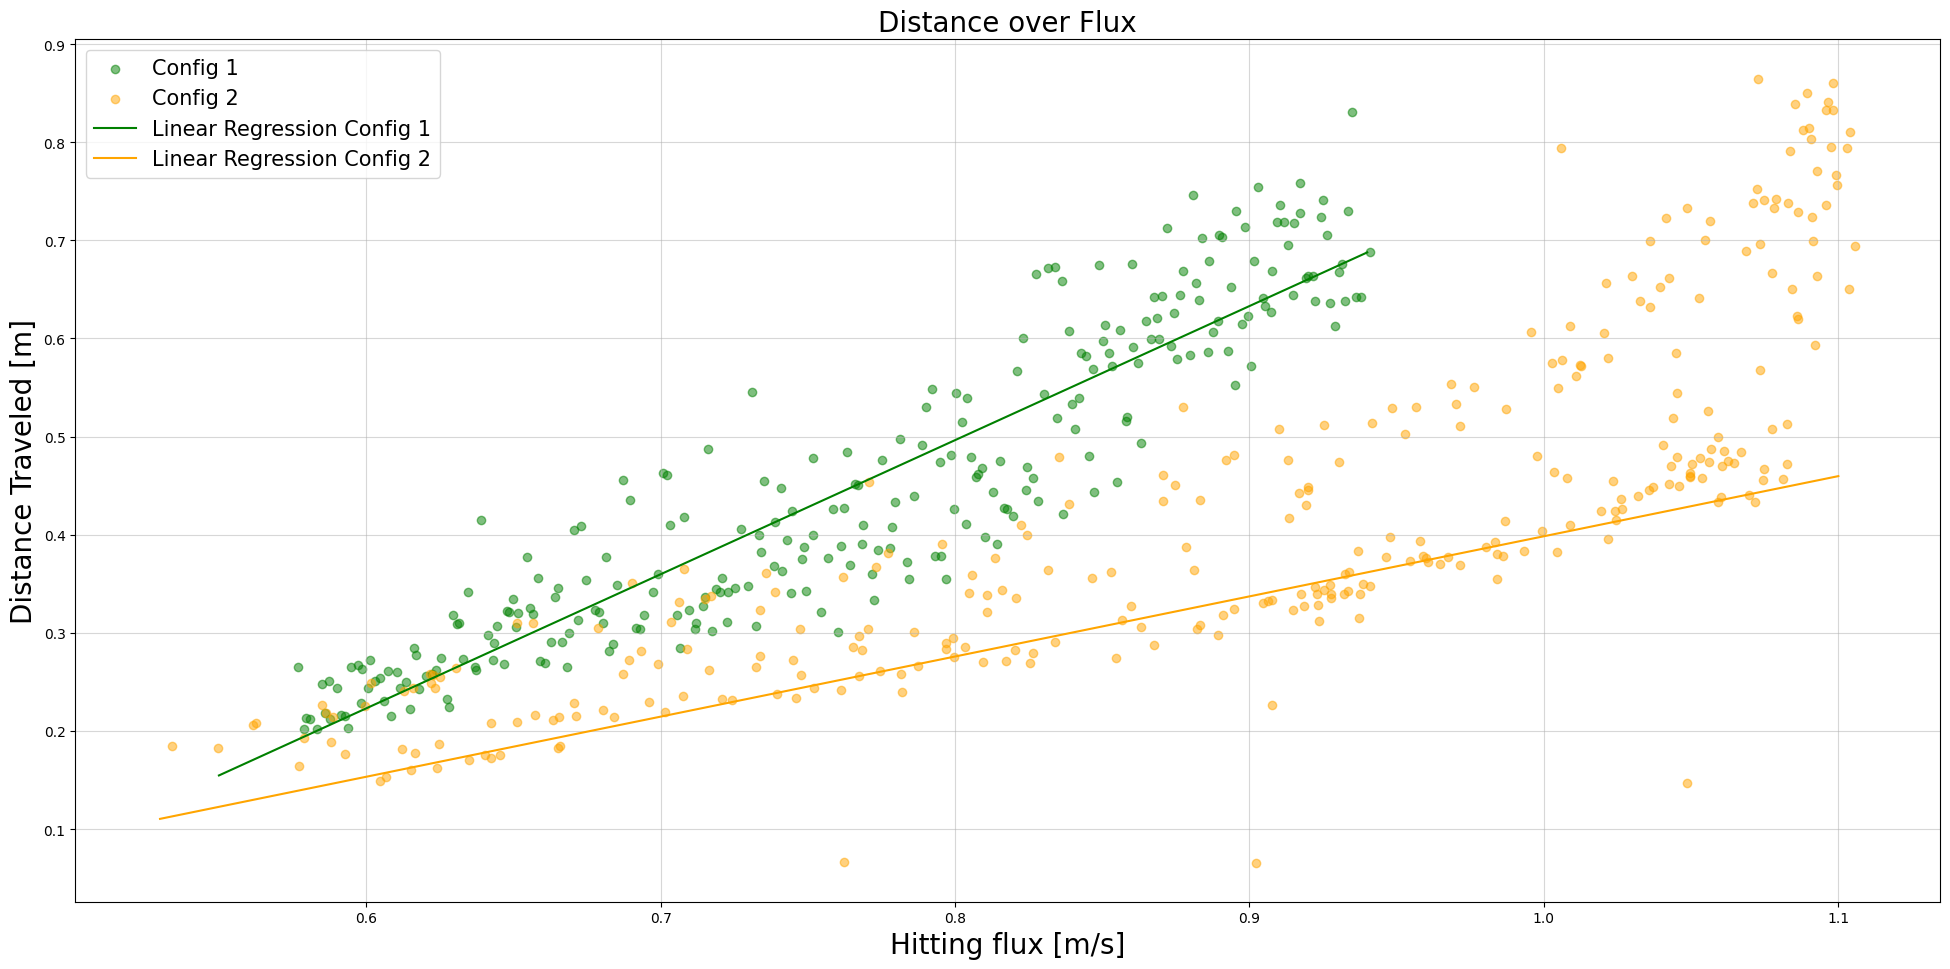 Distance over Flux
Config 1
Config 2
Linear Regression Config 1
Linear Regression Config 2
Distance Traveled [m]
0.9
0.8
0.7
0.6
0.5
0.4
0.3
0.2
0.1
0.6 0.7 0.8 0.9 1.0 1.1
Hitting flux [m/s]